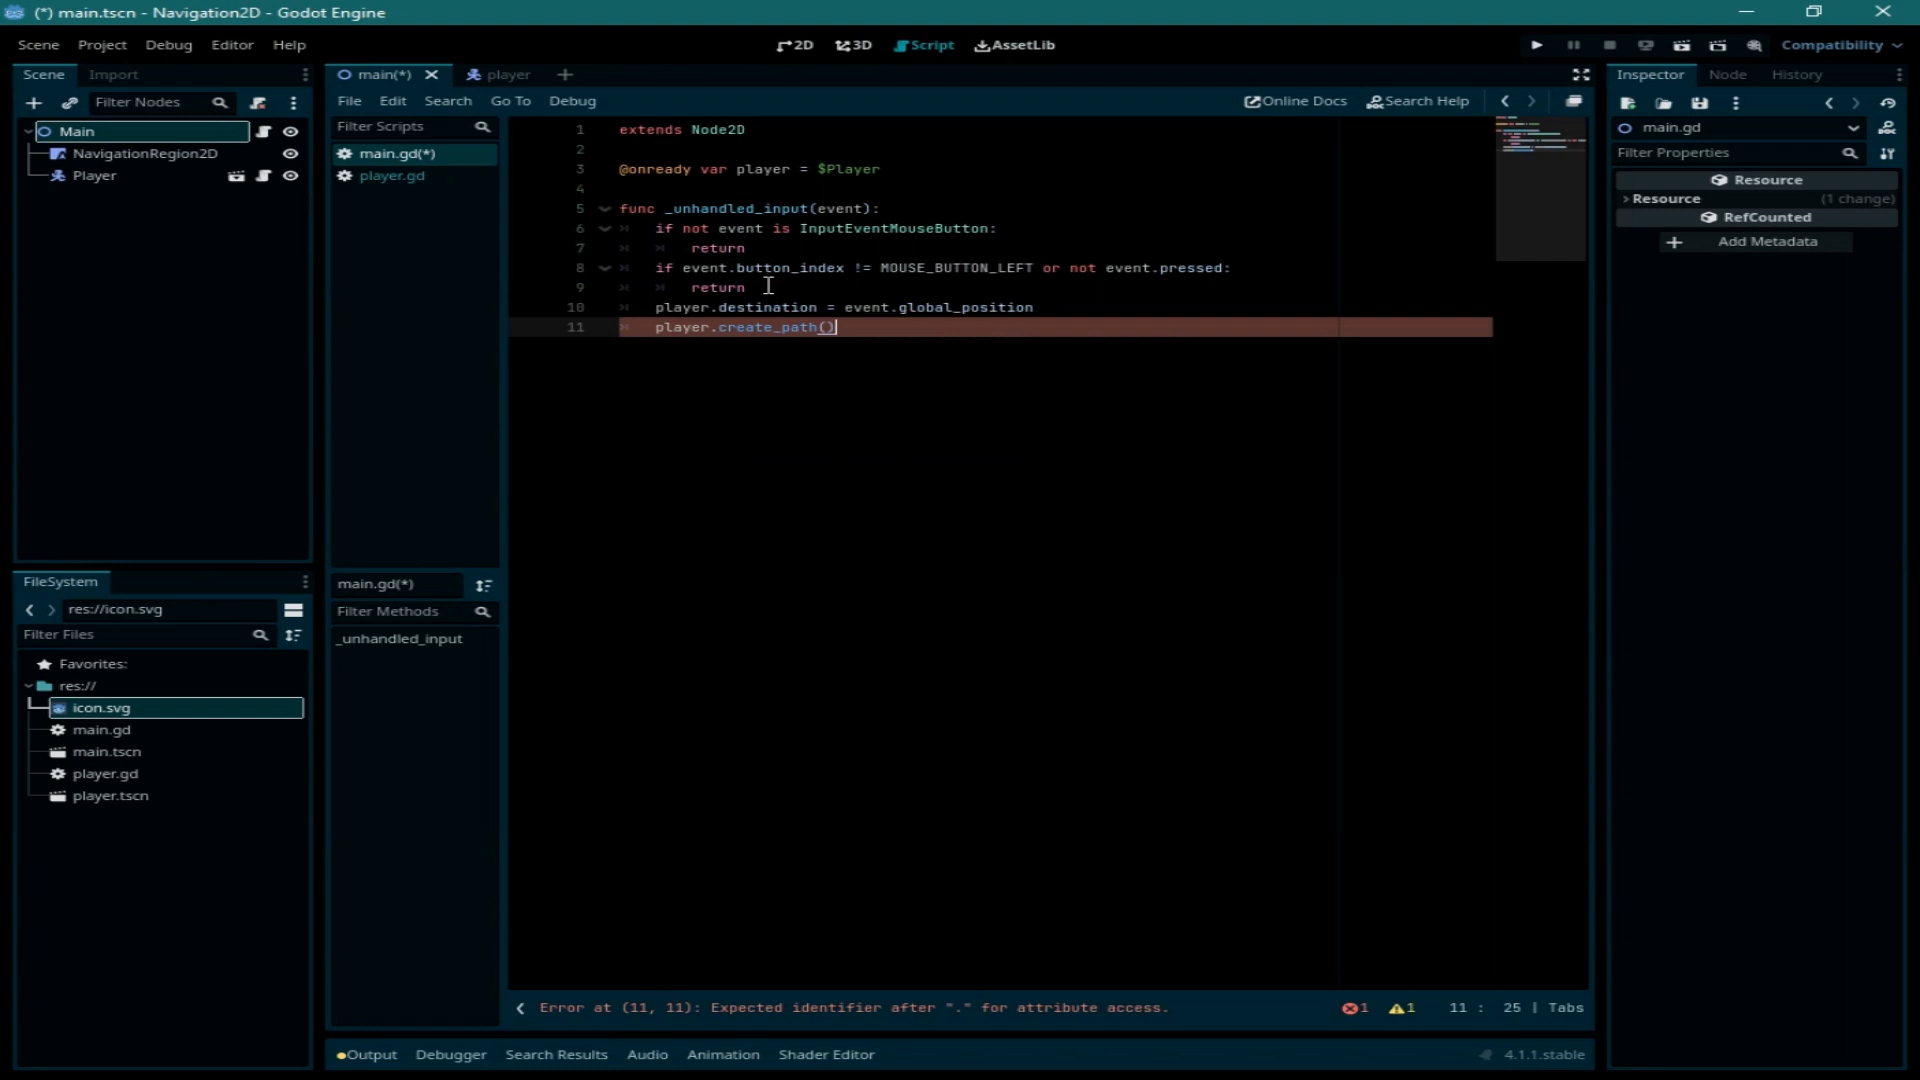 (*) main.tscn - Navigation2D - Godot Engine
Scene Project Debug Editor Help
2D 3D Script AssetLib
Compatibility
Scene Import
Filter Nodes
Main
NavigationRegion2D
Player
FileSystem
res://icon.svg
Filter Files
Favorites:
res://
icon.svg
main.gd
main.tscn
player.gd
player.tscn
main(*) player
File Edit Search Go To Debug
Online Docs Search Help
Filter Scripts
main.gd(*)
player.gd
main.gd(*)
Filter Methods
_unhandled_input
1 extends Node2D
2
3 @onready var player = $Player
4
5 func _unhandled_input(event):
6 if not event is InputEventMouseButton:
7 return
8 if event.button_index != MOUSE_BUTTON_LEFT or not event.pressed:
9 return
10 player.destination = event.global_position
11 player.create_path()
Error at (11, 11): Expected identifier after "." for attribute access.
1 1 11 : 25 | Tabs
Output Debugger Search Results Audio Animation Shader Editor
4.1.1.stable
Inspector Node History
main.gd
Filter Properties
Resource
Resource (1 change)
RefCounted
Add Metadata